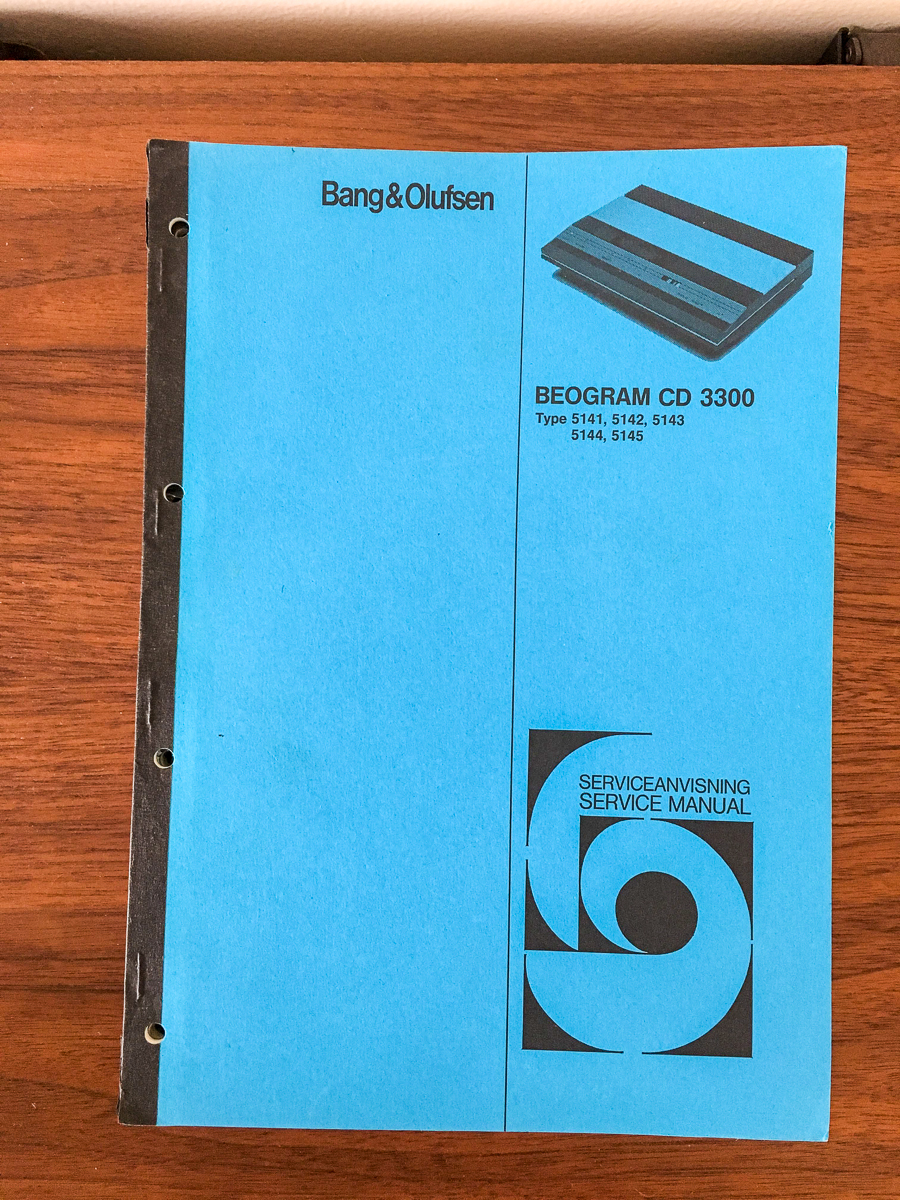 Bang&Olufsen
BEOGRAM CD 3300
Type 5141, 5142, 5143
5144, 5145
SERVICEANVISNING
SERVICE MANUAL